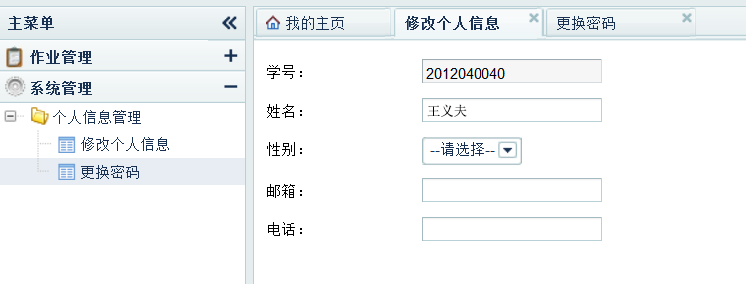 主菜单
作业管理
系统管理
个人信息管理
修改个人信息
更换密码
我的主页 修改个人信息 更换密码
学号： 2012040040
姓名： 王义夫
性别： --请选择--
邮箱：
电话：